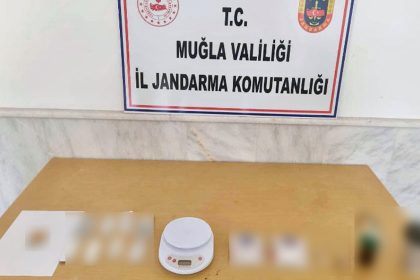 T.C.
MUĞLA VALİLİĞİ
İL JANDARMA KOMUTANLIĞI